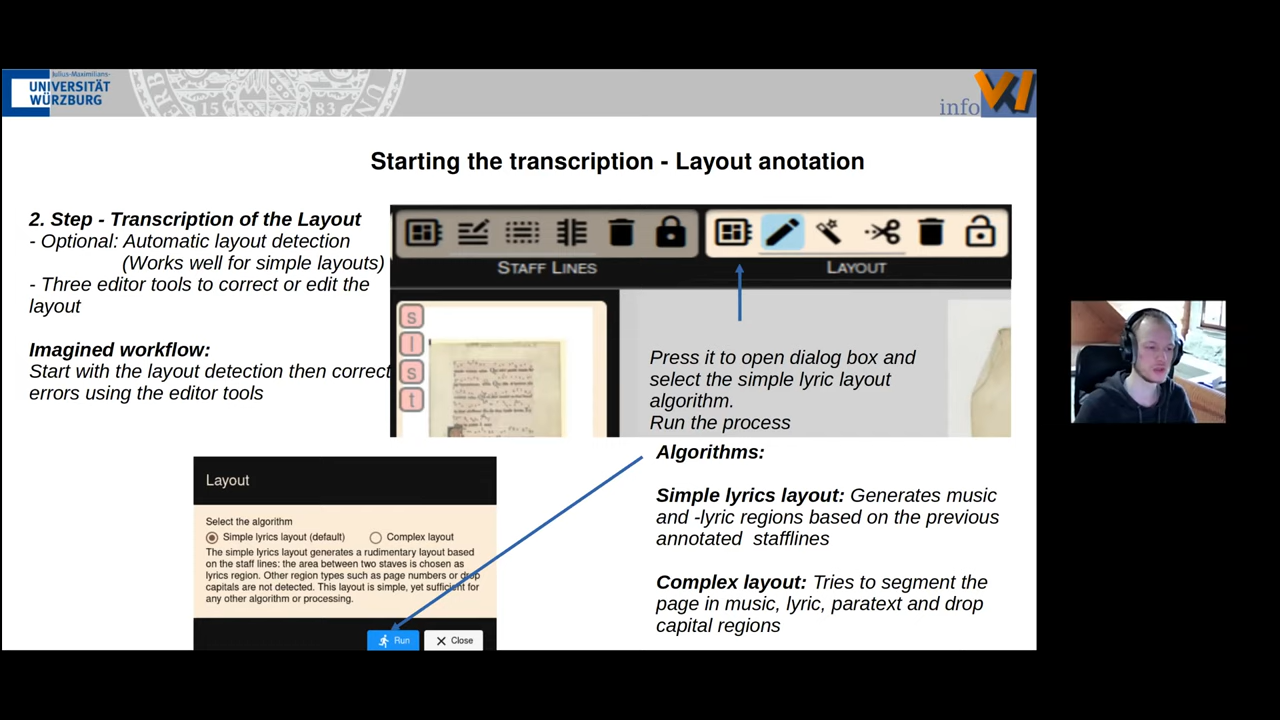 Julius-Maximilians-
UNIVERSITÄT
WÜRZBURG
15 83
info
Starting the transcription - Layout anotation
2. Step - Transcription of the Layout
- Optional: Automatic layout detection
(Works well for simple layouts)
- Three editor tools to correct or edit the
layout
Imagined workflow:
Start with the layout detection then correct
errors using the editor tools
STAFF LINES
LAYOUT
s
l
s
t
Press it to open dialog box and
select the simple lyric layout
algorithm.
Run the process
Algorithms:
Simple lyrics layout: Generates music
and -lyric regions based on the previous
annotated stafflines
Complex layout: Tries to segment the
page in music, lyric, paratext and drop
capital regions
Layout
Select the algorithm
Simple lyrics layout (default)
Complex layout
The simple lyrics layout generates a rudimentary layout based
on the staff lines: the area between two staves is chosen as
lyrics region. Other region types such as page numbers or drop
capitals are not detected. This layout is simple, yet sufficient for
any other algorithm or processing.
Run
Close